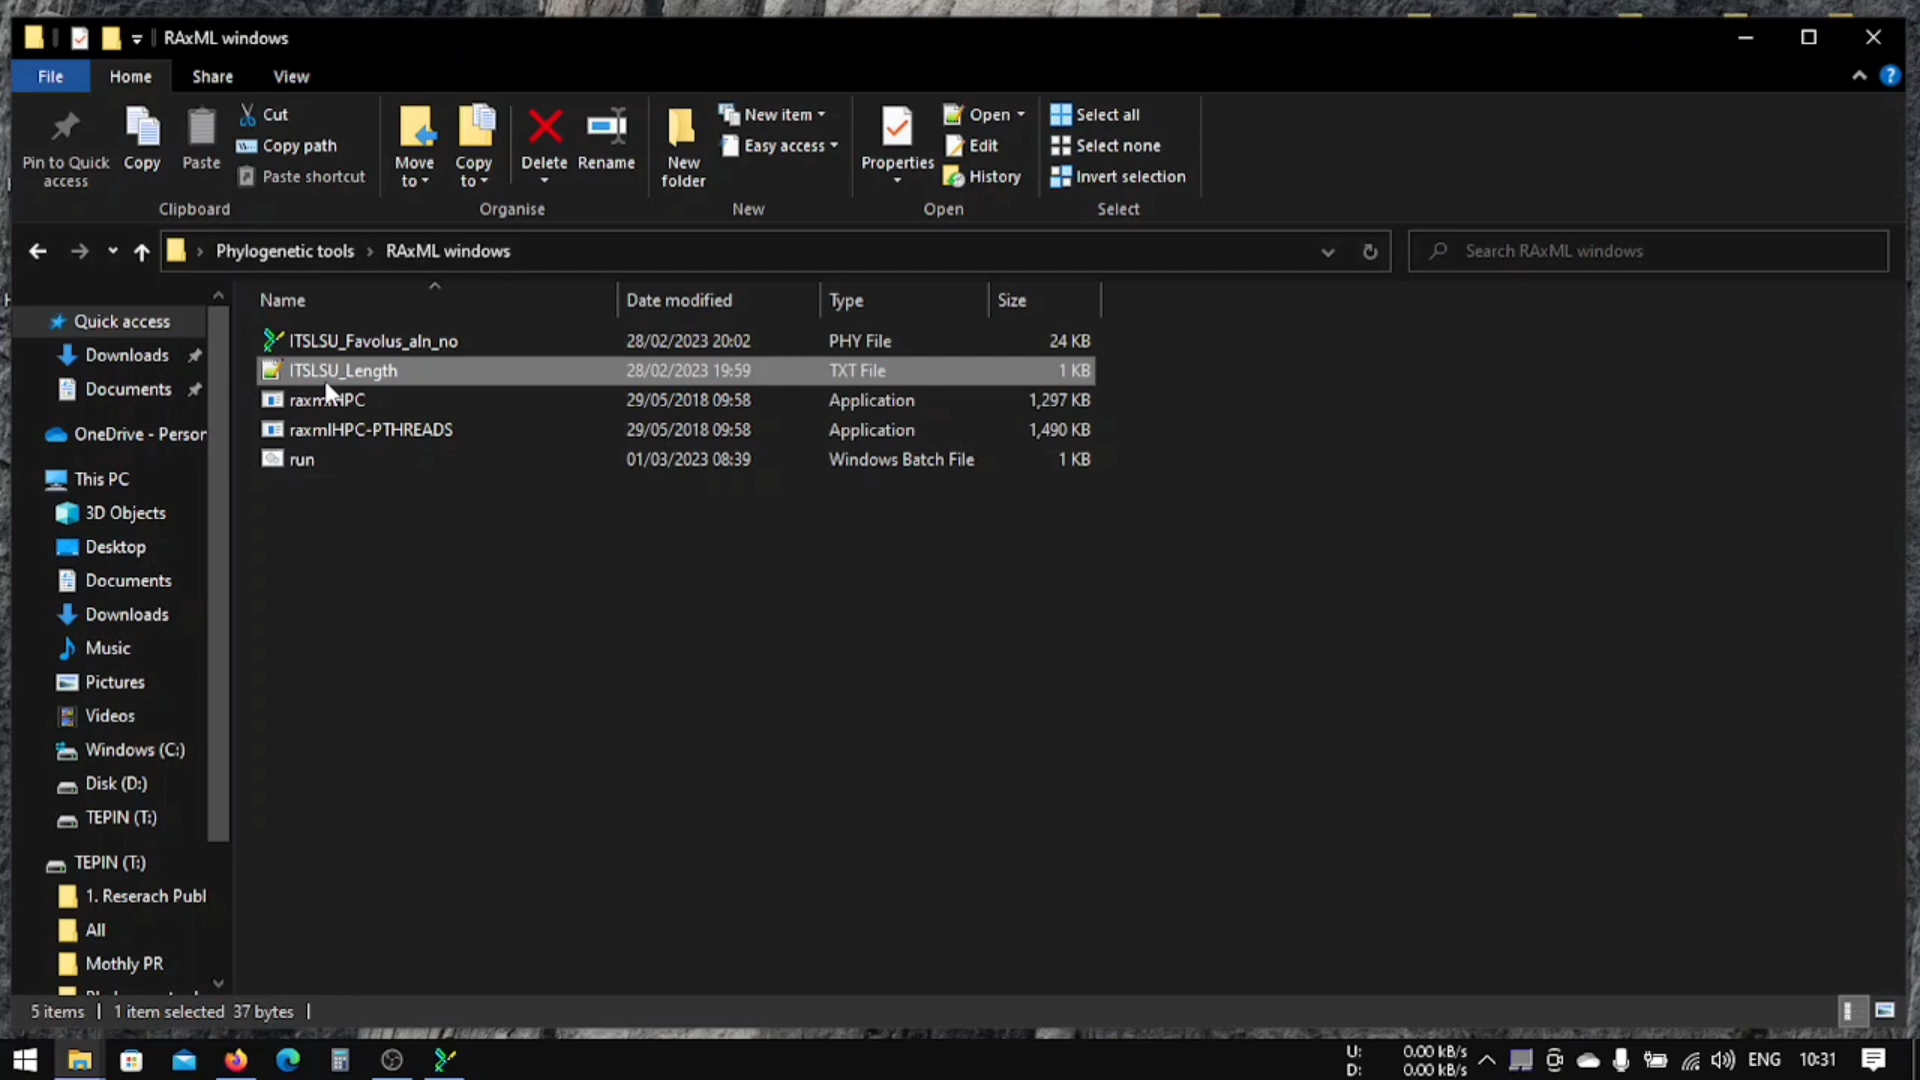 RAxML windows
File Home Share View
Pin to Quick access
Copy
Paste
Cut
Copy path
Paste shortcut
Clipboard
Move to
Copy to
Delete
Rename
Organise
New folder
New item
Easy access
New
Properties
Open
Edit
History
Open
Select all
Select none
Invert selection
Select
Phylogenetic tools > RAxML windows
Search RAxML windows
Name Date modified Type Size
ITSLSU_Favolus_aln_no 28/02/2023 20:02 PHY File 24 KB
ITSLSU_Length 28/02/2023 19:59 TXT File 1 KB
raxmlHPC 29/05/2018 09:58 Application 1,297 KB
raxmlHPC-PTHREADS 29/05/2018 09:58 Application 1,490 KB
run 01/03/2023 08:39 Windows Batch File 1 KB
Quick access
Downloads
Documents
OneDrive - Person
This PC
3D Objects
Desktop
Documents
Downloads
Music
Pictures
Videos
Windows (C:)
Disk (D:)
TEPIN (T:)
TEPIN (T:)
1. Reserach Publ
All
Mothly PR
5 items 1 item selected 37 bytes
U: 0.00 kB/s
D: 0.00 kB/s
ENG 10:31